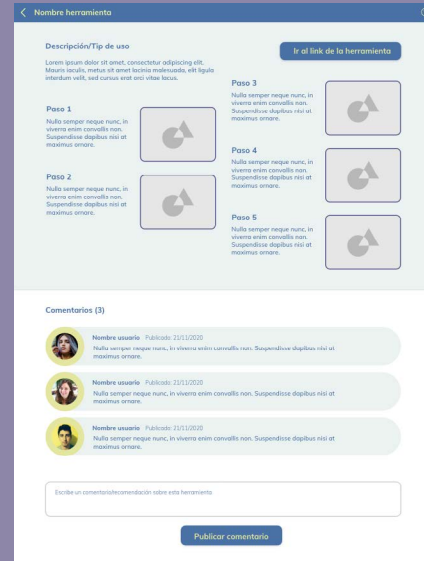 Nombre herramienta
Descripción/Tip de uso
Lorem ipsum dolor sit amet, consectetur adipiscing elit.
Mauris iaculis, metus sit amet lacinia malesuada, elit ligula
interdum velit, sed cursus erat orci vitae lacus.
Paso 1
Nulla semper neque nunc, in
viverra enim convallis non.
Suspendisse dapibus nisi at
maximus ornare.
Paso 2
Nulla semper neque nunc, in
viverra enim convallis non.
Suspendisse dapibus nisi at
maximus ornare.
Ir al link de la herramienta
Paso 3
Nulla semper neque nunc, in
viverra enim convallis non.
Suspendisse dapibus nisi at
maximus ornare.
Paso 4
Nulla semper neque nunc, in
viverra enim convallis non.
Suspendisse dapibus nisi at
maximus ornare.
Paso 5
Nulla semper neque nunc, in
viverra enim convallis non.
Suspendisse dapibus nisi at
maximus ornare.
Comentarios (3)
Nombre usuario Publicado: 21/11/2020
Nulla semper neque nunc, in viverra enim convallis non. Suspendisse dapibus nisi at
maximus ornare.
Nombre usuario Publicado: 21/11/2020
Nulla semper neque nunc, in viverra enim convallis non. Suspendisse dapibus nisi at
maximus ornare.
Nombre usuario Publicado: 21/11/2020
Nulla semper neque nunc, in viverra enim convallis non. Suspendisse dapibus nisi at
maximus ornare.
Escribe un comentario/recomendación sobre esta herramienta
Publicar comentario